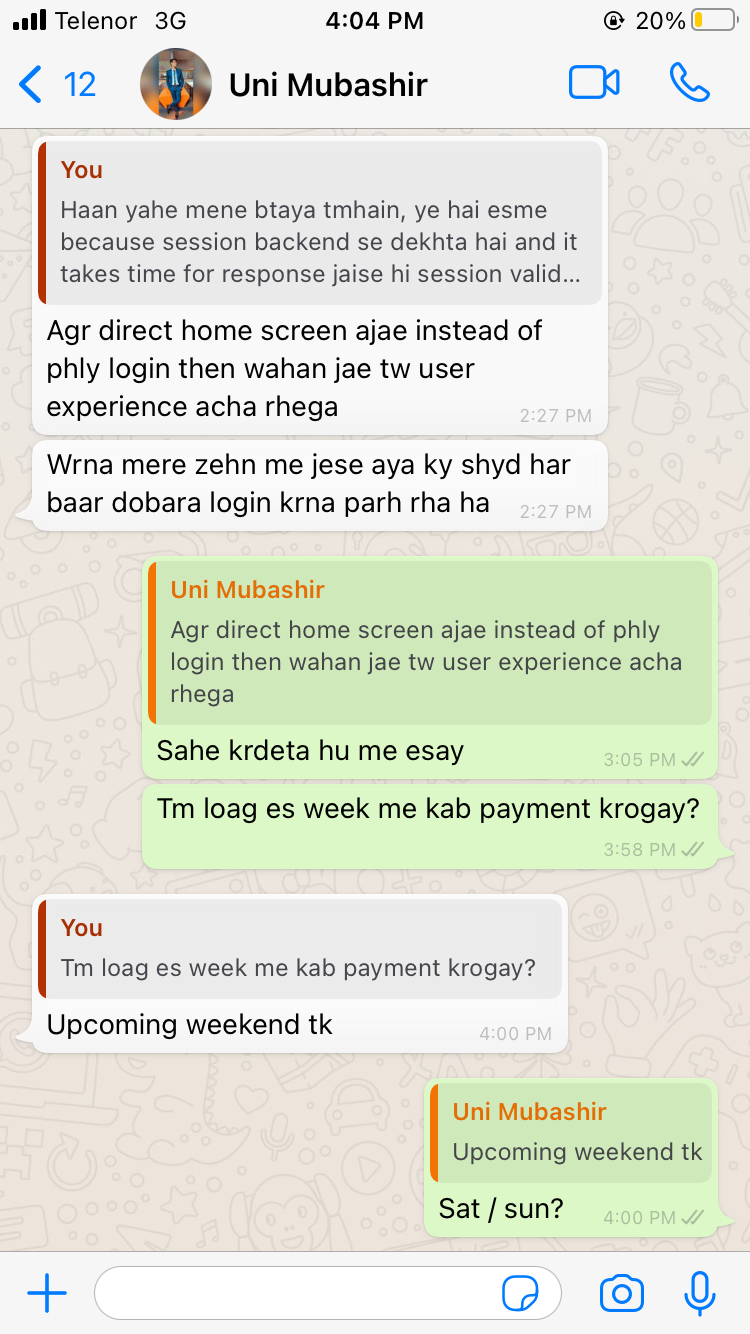 Telenor 3G 4:04 PM 20%
12 Uni Mubashir
You
Haan yahe mene btaya tmhain, ye hai esme
because session backend se dekhta hai and it
takes time for response jaise hi session valid...
Agr direct home screen ajae instead of
phly login then wahan jae tw user
experience acha rhega
2:27 PM
Wrna mere zehn me jese aya ky shyd har
baar dobara login krna parh rha ha
2:27 PM
Uni Mubashir
Agr direct home screen ajae instead of phly
login then wahan jae tw user experience acha
rhega
Sahe krdeta hu me esay
3:05 PM
Tm loag es week me kab payment krogay?
3:58 PM
You
Tm loag es week me kab payment krogay?
Upcoming weekend tk
4:00 PM
Uni Mubashir
Upcoming weekend tk
Sat / sun?
4:00 PM